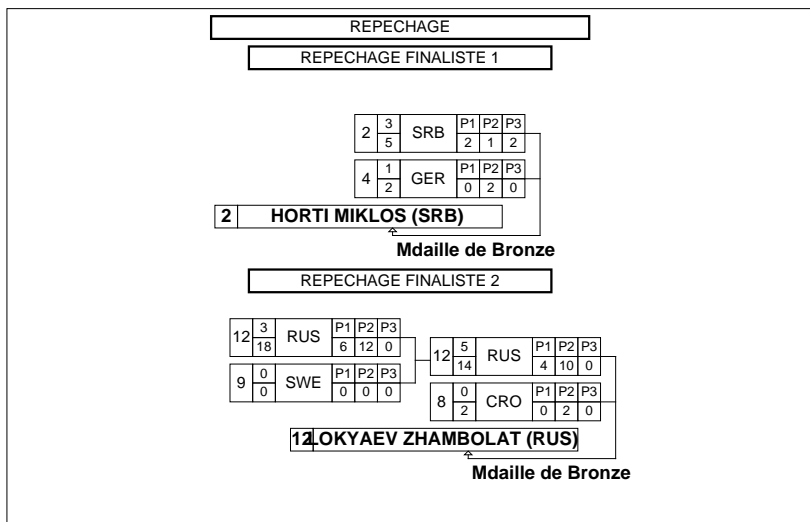 REPECHAGE
REPECHAGE FINALISTE 1
2 3 SRB P1 P2 P3
5 2 1 2
4 1 GER P1 P2 P3
2 0 2 0
2 HORTI MIKLOS (SRB)
Mdaille de Bronze
REPECHAGE FINALISTE 2
12 3 RUS P1 P2 P3
18 6 12 0
9 0 SWE P1 P2 P3
0 0 0 0
12 5 RUS P1 P2 P3
14 4 10 0
8 0 CRO P1 P2 P3
2 0 2 0
12 LOKYAEV ZHAMBOLAT (RUS)
Mdaille de Bronze